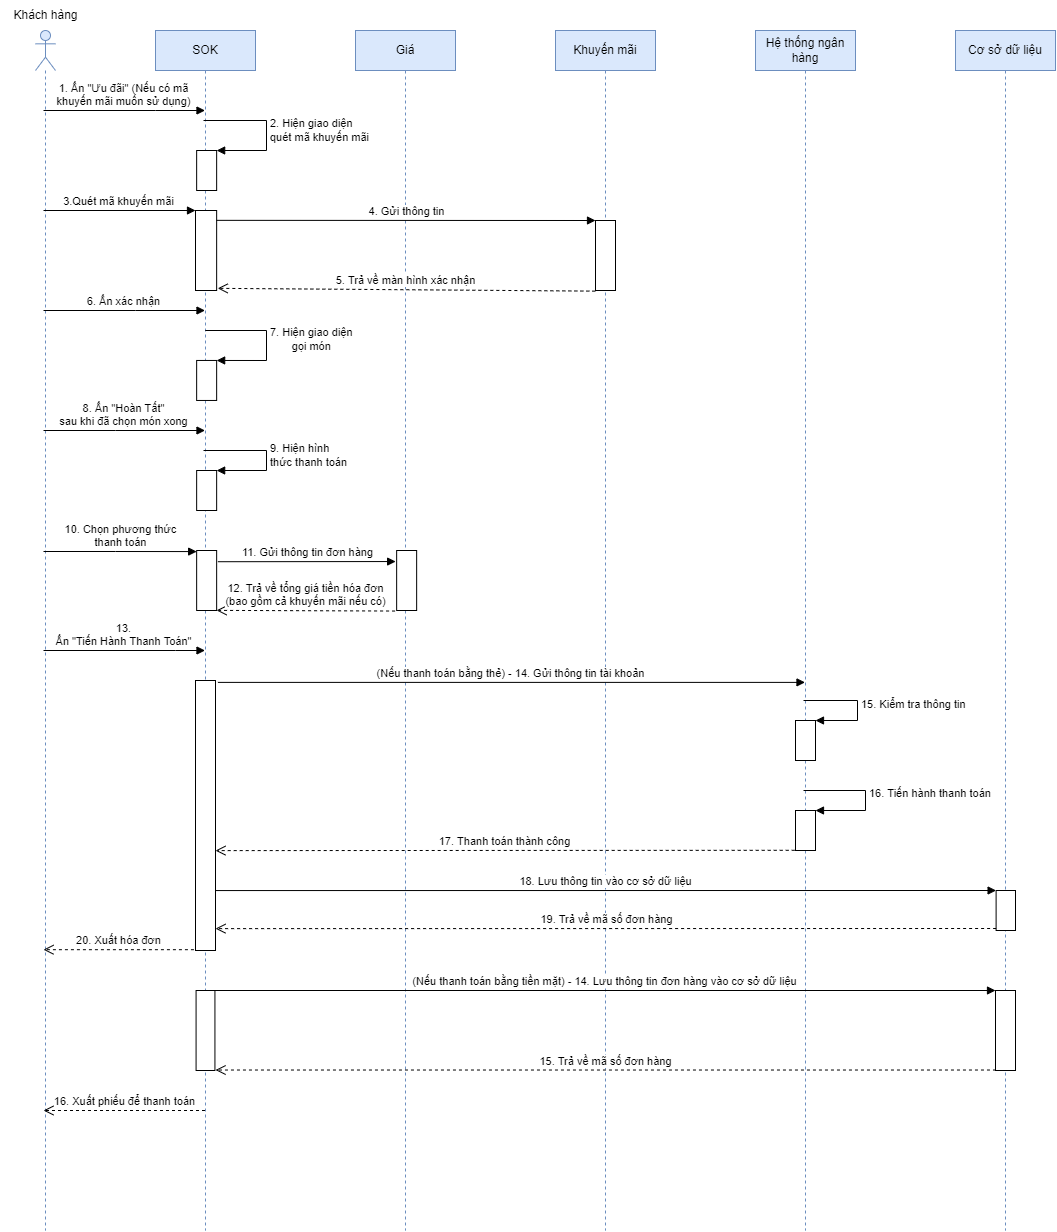 Khách hàng
SOK
Giá
Khuyến mãi
Hệ thống ngân
hàng
Cơ sở dữ liệu
1. Ấn "Ưu đãi" (Nếu có mã
khuyến mãi muốn sử dụng)
2. Hiện giao diện
quét mã khuyến mãi
3.Quét mã khuyến mãi
4. Gửi thông tin
5. Trả về màn hình xác nhận
6. Ấn xác nhận
7. Hiện giao diện
gọi món
8. Ấn "Hoàn Tất"
sau khi đã chọn món xong
9. Hiện hình
thức thanh toán
10. Chọn phương thức
thanh toán
11. Gửi thông tin đơn hàng
12. Trả về tổng giá tiền hóa đơn
(bao gồm cả khuyến mãi nếu có)
13.
Ấn "Tiến Hành Thanh Toán"
(Nếu thanh toán bằng thẻ) - 14. Gửi thông tin tài khoản
15. Kiểm tra thông tin
16. Tiến hành thanh toán
17. Thanh toán thành công
18. Lưu thông tin vào cơ sở dữ liệu
19. Trả về mã số đơn hàng
20. Xuất hóa đơn
(Nếu thanh toán bằng tiền mặt) - 14. Lưu thông tin đơn hàng vào cơ sở dữ liệu
15. Trả về mã số đơn hàng
16. Xuất phiếu để thanh toán